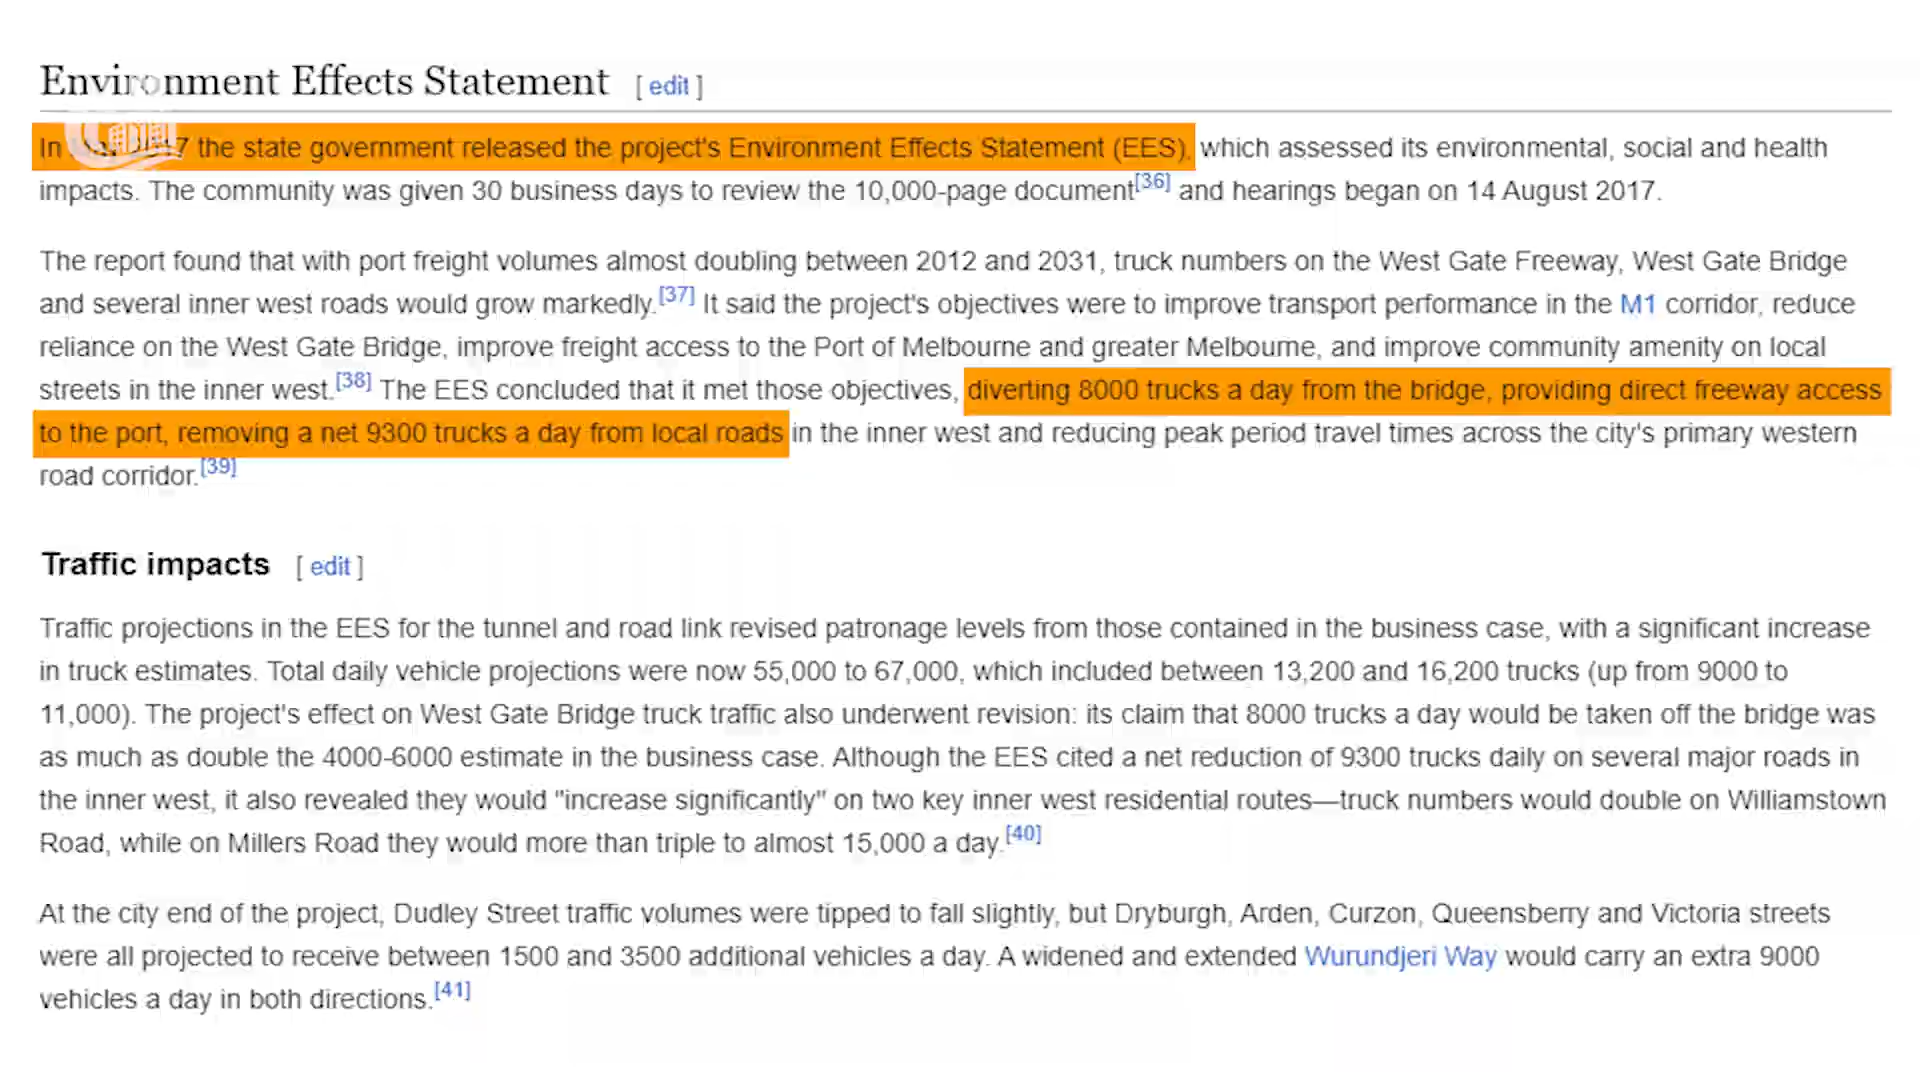 Environment Effects Statement [ edit ]
In May 2017 the state government released the project's Environment Effects Statement (EES), which assessed its environmental, social and health
impacts. The community was given 30 business days to review the 10,000-page document[36] and hearings began on 14 August 2017.
The report found that with port freight volumes almost doubling between 2012 and 2031, truck numbers on the West Gate Freeway, West Gate Bridge
and several inner west roads would grow markedly.[37] It said the project's objectives were to improve transport performance in the M1 corridor, reduce
reliance on the West Gate Bridge, improve freight access to the Port of Melbourne and greater Melbourne, and improve community amenity on local
streets in the inner west.[38] The EES concluded that it met those objectives, diverting 8000 trucks a day from the bridge, providing direct freeway access
to the port, removing a net 9300 trucks a day from local roads in the inner west and reducing peak period travel times across the city's primary western
road corridor.[39]
Traffic impacts [ edit ]
Traffic projections in the EES for the tunnel and road link revised patronage levels from those contained in the business case, with a significant increase
in truck estimates. Total daily vehicle projections were now 55,000 to 67,000, which included between 13,200 and 16,200 trucks (up from 9000 to
11,000). The project's effect on West Gate Bridge truck traffic also underwent revision: its claim that 8000 trucks a day would be taken off the bridge was
as much as double the 4000-6000 estimate in the business case. Although the EES cited a net reduction of 9300 trucks daily on several major roads in
the inner west, it also revealed they would "increase significantly" on two key inner west residential routes—truck numbers would double on Williamstown
Road, while on Millers Road they would more than triple to almost 15,000 a day.[40]
At the city end of the project, Dudley Street traffic volumes were tipped to fall slightly, but Dryburgh, Arden, Curzon, Queensberry and Victoria streets
were all projected to receive between 1500 and 3500 additional vehicles a day. A widened and extended Wurundjeri Way would carry an extra 9000
vehicles a day in both directions.[41]